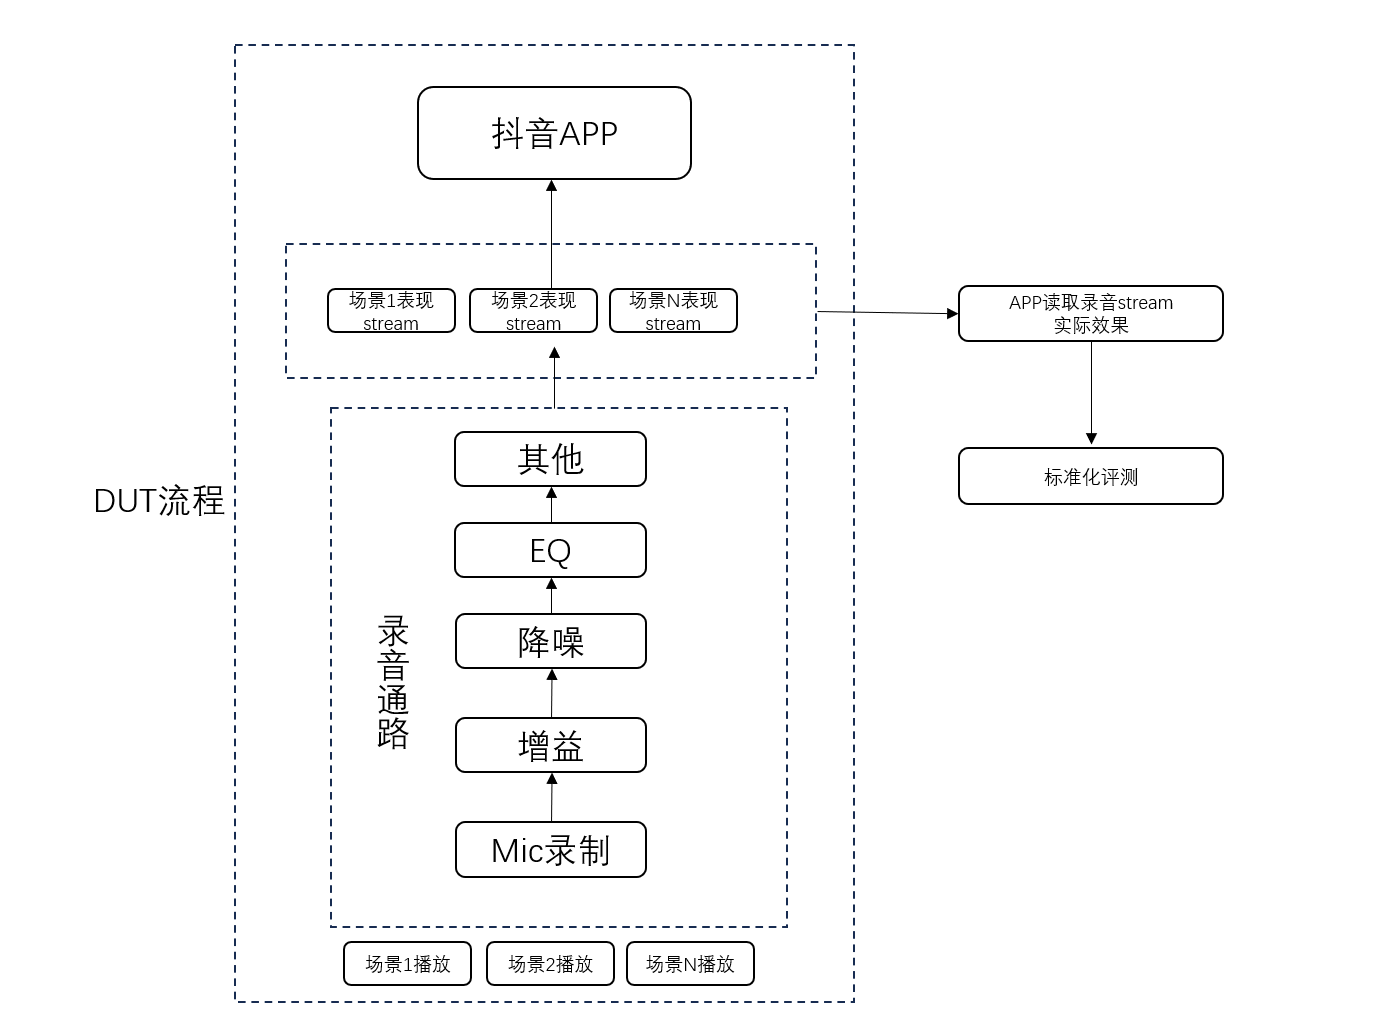 抖音APP
场景1表现
stream
场景2表现
stream
场景N表现
stream
APP读取录音stream
实际效果
标准化评测
DUT流程
录音通路
其他
EQ
降噪
增益
Mic录制
场景1播放
场景2播放
场景N播放